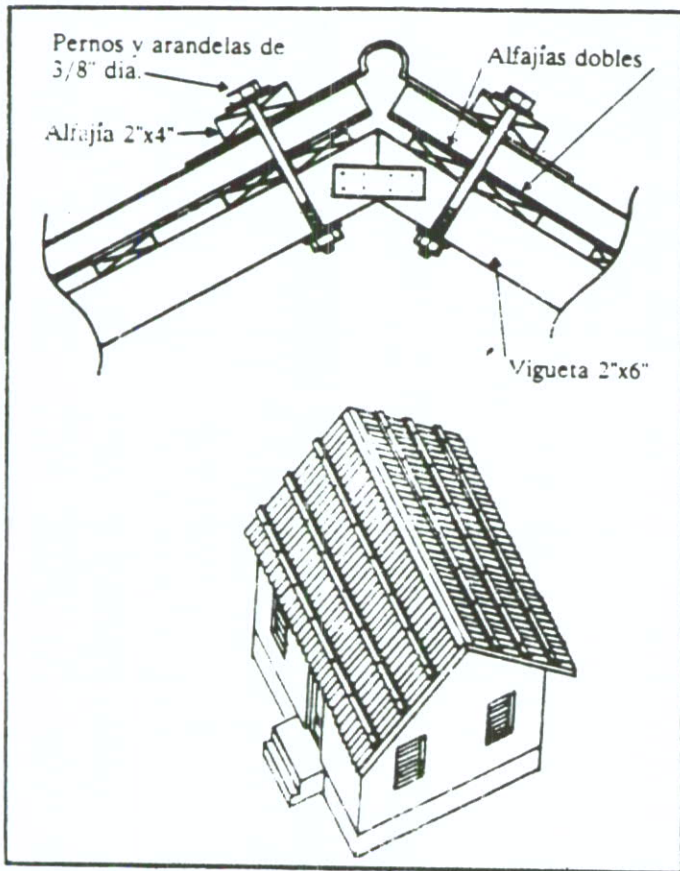 Pernos y arandelas de
3/8" dia.
Alfajías dobles
Alfajía 2"x4"
Vigueta 2"x6"